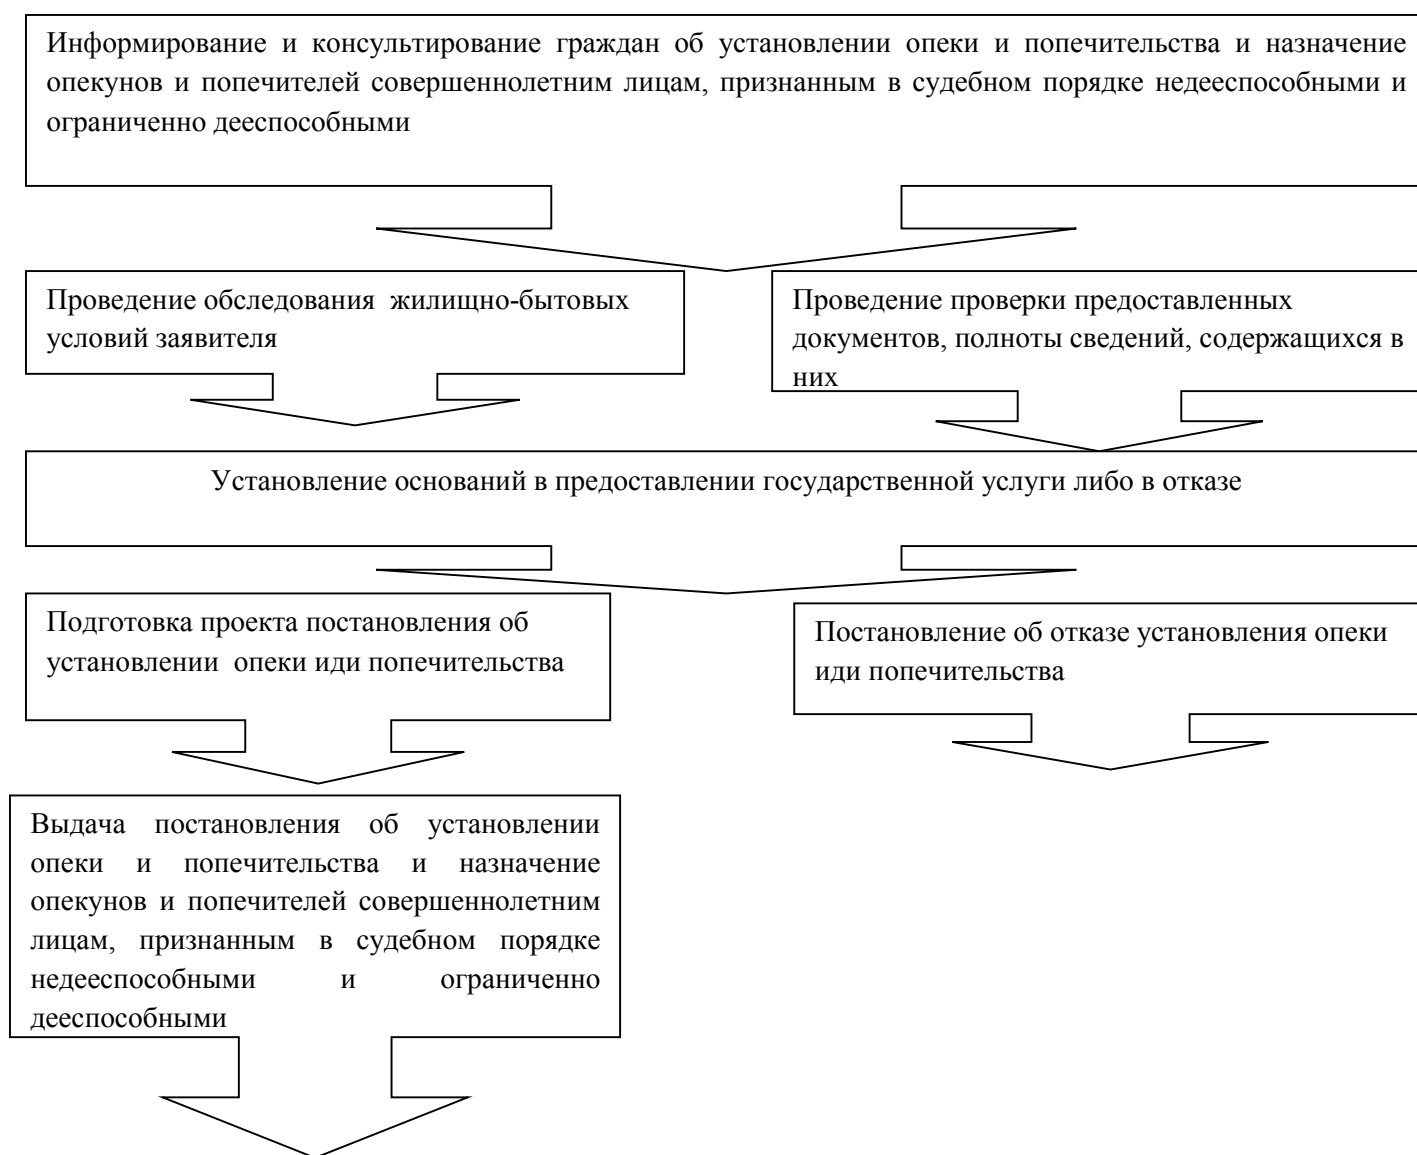 Информирование и консультирование граждан об установлении опеки и попечительства и назначение
опекунов и попечителей совершеннолетним лицам, признанным в судебном порядке недееспособными и
ограниченно дееспособными
Проведение обследования жилищно-бытовых
условий заявителя
Проведение проверки предоставленных
документов, полноты сведений, содержащихся в
них
Установление оснований в предоставлении государственной услуги либо в отказе
Подготовка проекта постановления об
установлении опеки иди попечительства
Постановление об отказе установления опеки
иди попечительства
Выдача постановления об установлении
опеки и попечительства и назначение
опекунов и попечителей совершеннолетним
лицам, признанным в судебном порядке
недееспособными и ограниченно
дееспособными